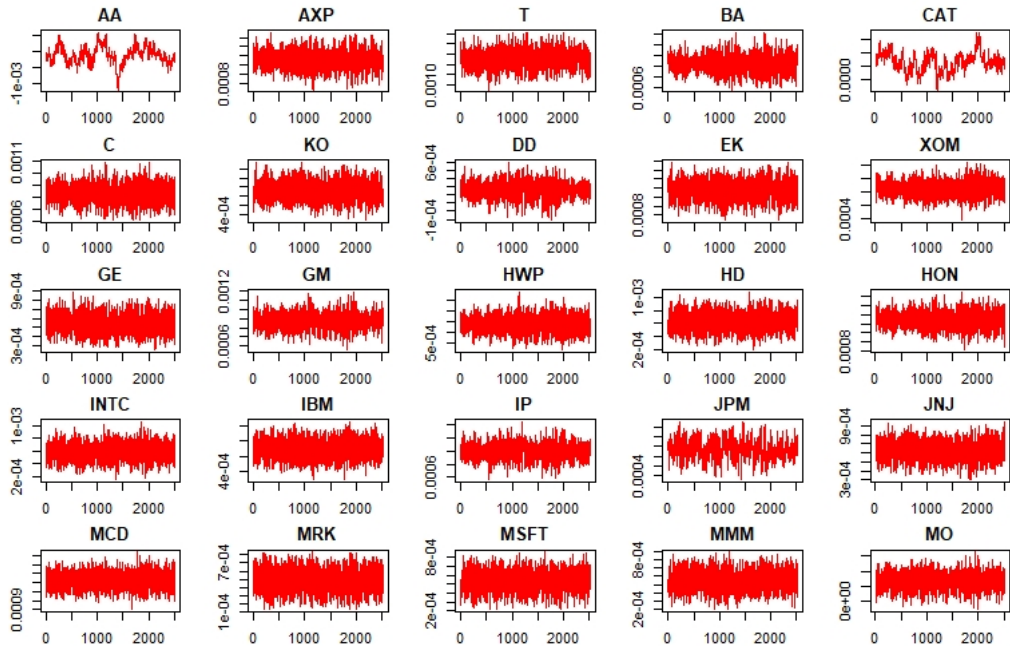 AA AXP T BA CAT
-1e-03 0.0008 0.0010 0.0006 0.0000
0 1000 2000 0 1000 2000 0 1000 2000 0 1000 2000 0 1000 2000
C KO DD EK XOM
0.0006 0.00011 4e-04 -1e-04 6e-04 0.0008 0.0004
0 1000 2000 0 1000 2000 0 1000 2000 0 1000 2000 0 1000 2000
GE GM HWP HD HON
3e-04 9e-04 0.0006 0.0012 5e-04 2e-04 1e-03 0.0008
0 1000 2000 0 1000 2000 0 1000 2000 0 1000 2000 0 1000 2000
INTC IBM IP JPM JNJ
2e-04 1e-03 4e-04 0.0006 0.0004 3e-04 9e-04
0 1000 2000 0 1000 2000 0 1000 2000 0 1000 2000 0 1000 2000
MCD MRK MSFT MMM MO
0.00009 1e-04 7e-04 2e-04 8e-04 2e-04 8e-04 0e+00
0 1000 2000 0 1000 2000 0 1000 2000 0 1000 2000 0 1000 2000